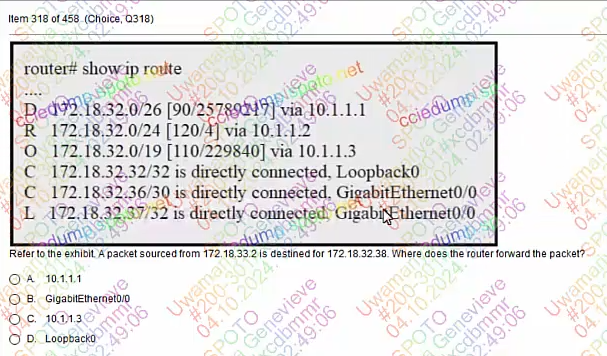 Item 318 of 458 (Choice, Q318)
router# show ip route
....
D 172.18.32.0/26 [90/25789217] via 10.1.1.1
R 172.18.32.0/24 [120/4] via 10.1.1.2
O 172.18.32.0/19 [110/229840] via 10.1.1.3
C 172.18.32.32/32 is directly connected, Loopback0
C 172.18.32.36/30 is directly connected, GigabitEthernet0/0
L 172.18.32.37/32 is directly connected, GigabitEthernet0/0
Refer to the exhibit. A packet sourced from 172.18.33.2 is destined for 172.18.32.38. Where does the router forward the packet?
A. 10.1.1.1
B. GigabitEthernet0/0
C. 10.1.1.3
D. Loopback0